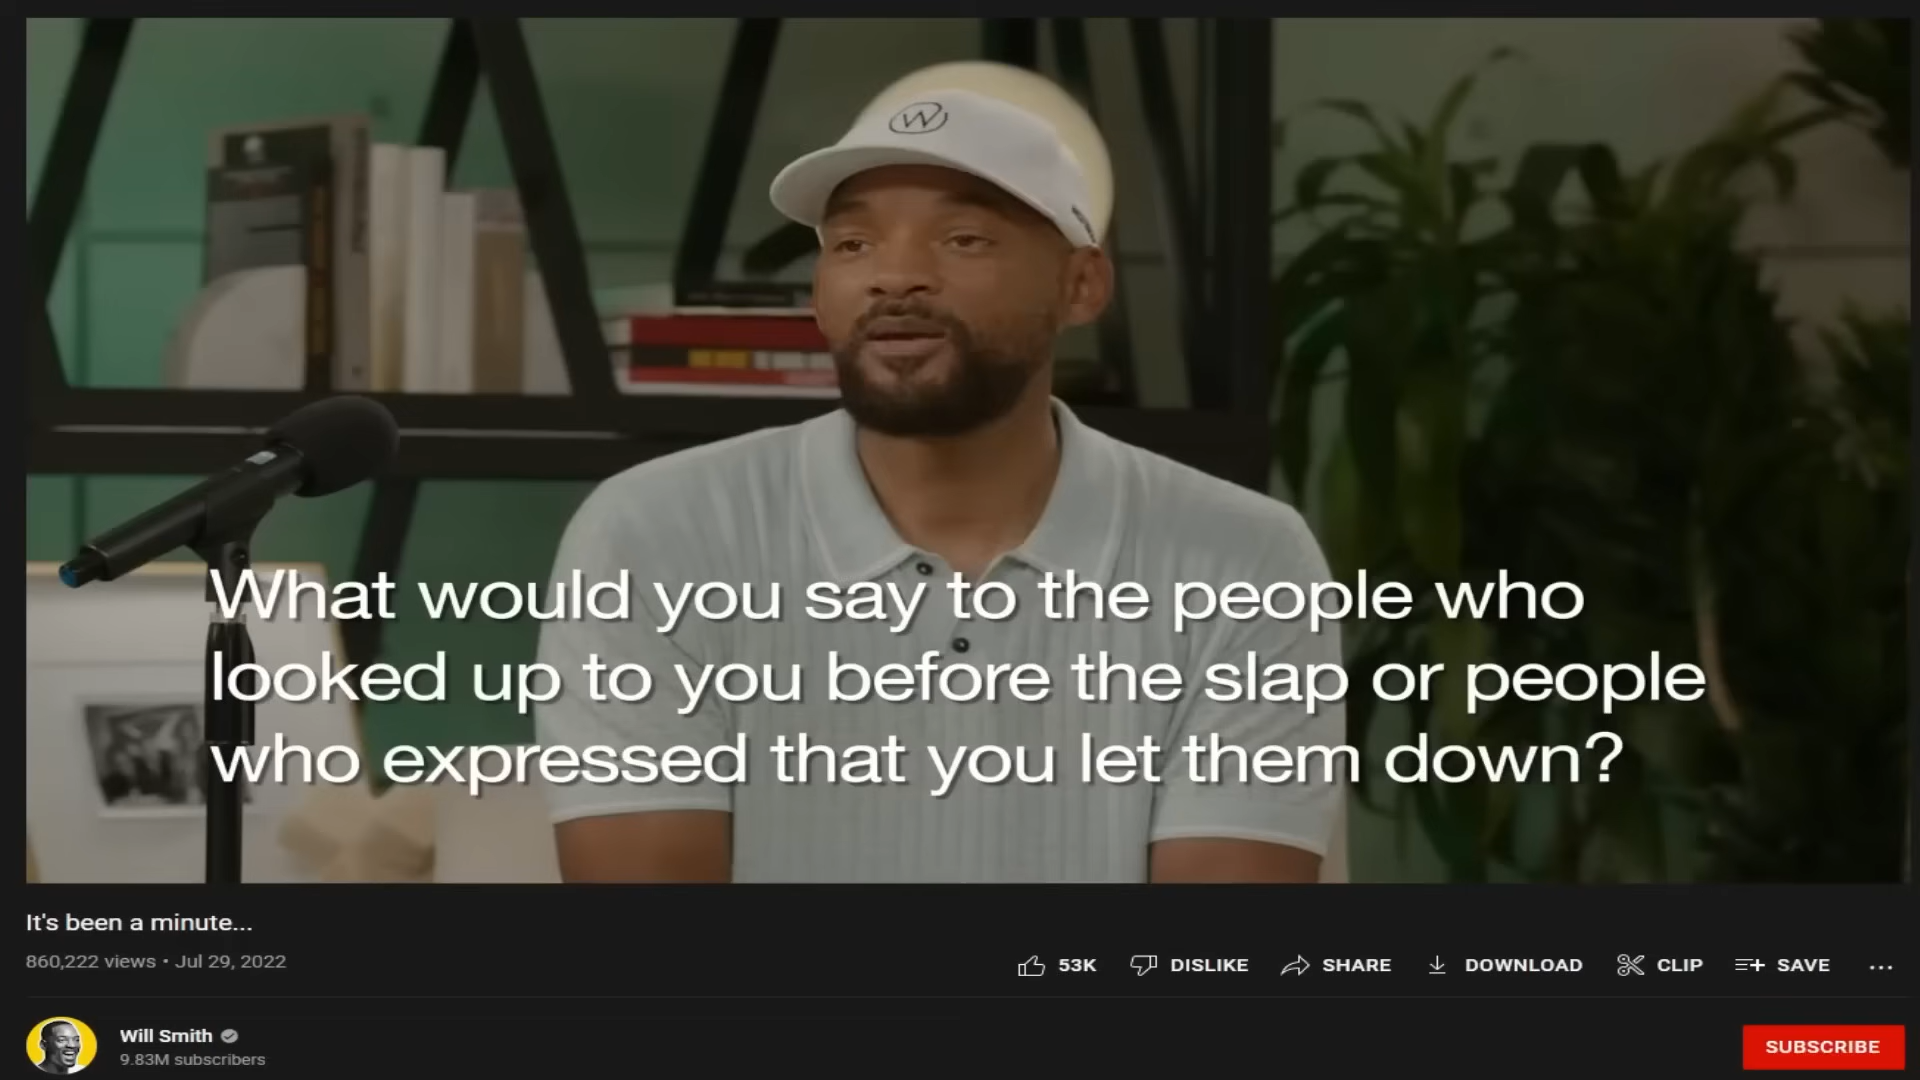 W
What would you say to the people who
looked up to you before the slap or people
who expressed that you let them down?
It's been a minute...
860,222 views • Jul 29, 2022
53K DISLIKE SHARE DOWNLOAD CLIP SAVE ...
Will Smith
9.83M subscribers
SUBSCRIBE